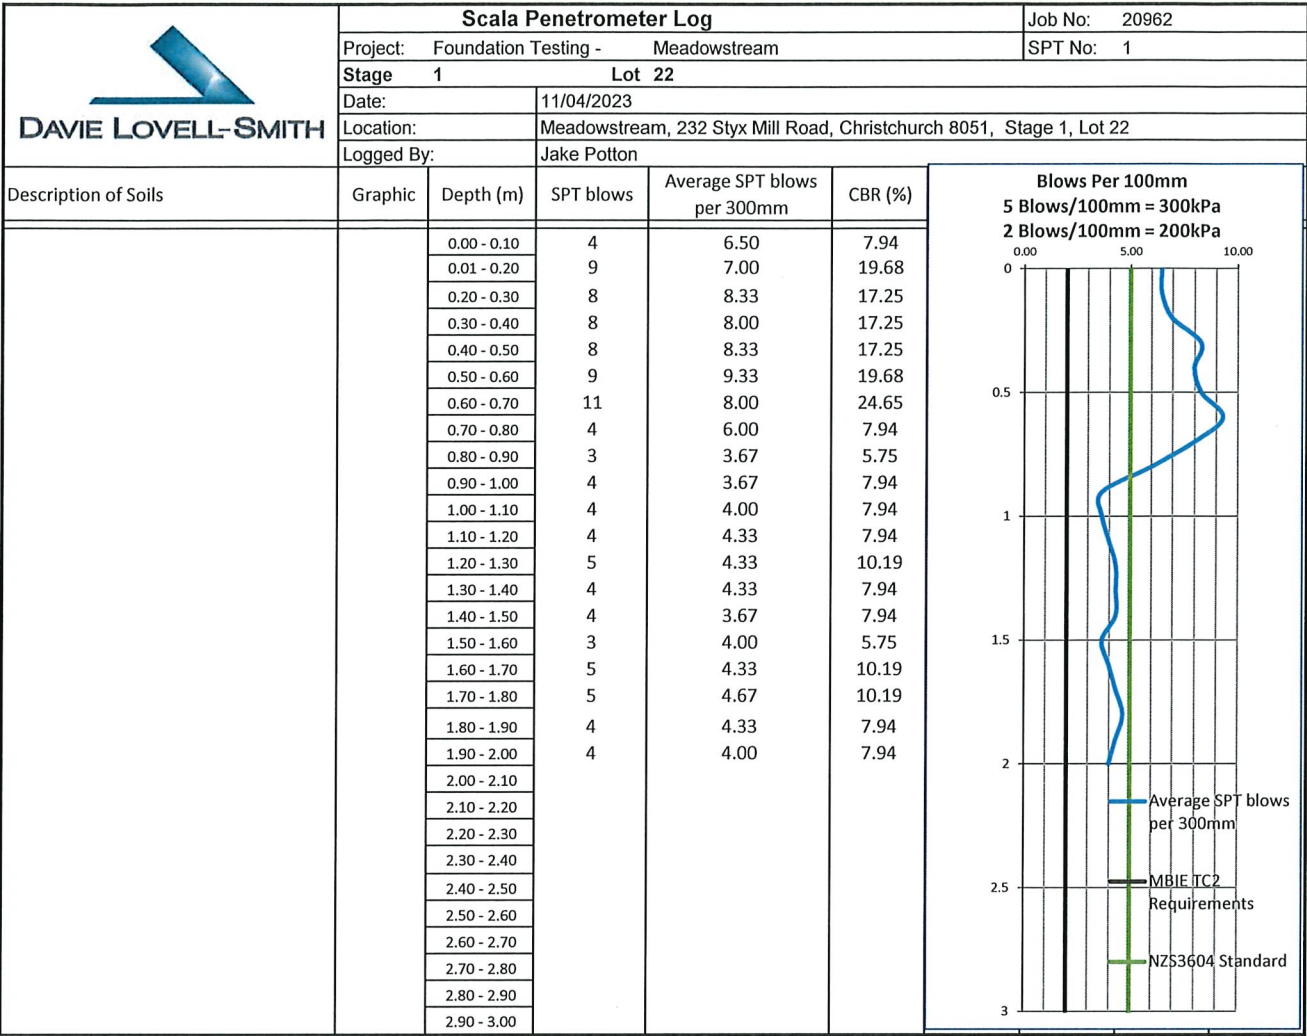 DAVIE LOVELL-SMITH
Scala Penetrometer Log
Job No: 20962
Project: Foundation Testing - Meadowstream
SPT No: 1
Stage 1 Lot 22
Date: 11/04/2023
Location: Meadowstream, 232 Styx Mill Road, Christchurch 8051, Stage 1, Lot 22
Logged By: Jake Potton
Description of Soils Graphic Depth (m) SPT blows Average SPT blows per 300mm CBR (%)
0.00 - 0.10 4 6.50 7.94
0.01 - 0.20 9 7.00 19.68
0.20 - 0.30 8 8.33 17.25
0.30 - 0.40 8 8.00 17.25
0.40 - 0.50 8 8.33 17.25
0.50 - 0.60 9 9.33 19.68
0.60 - 0.70 11 8.00 24.65
0.70 - 0.80 4 6.00 7.94
0.80 - 0.90 3 3.67 5.75
0.90 - 1.00 4 3.67 7.94
1.00 - 1.10 4 4.00 7.94
1.10 - 1.20 4 4.33 7.94
1.20 - 1.30 5 4.33 10.19
1.30 - 1.40 4 4.33 7.94
1.40 - 1.50 4 3.67 7.94
1.50 - 1.60 3 4.00 5.75
1.60 - 1.70 5 4.33 10.19
1.70 - 1.80 5 4.67 10.19
1.80 - 1.90 4 4.33 7.94
1.90 - 2.00 4 4.00 7.94
2.00 - 2.10
2.10 - 2.20
2.20 - 2.30
2.30 - 2.40
2.40 - 2.50
2.50 - 2.60
2.60 - 2.70
2.70 - 2.80
2.80 - 2.90
2.90 - 3.00
Blows Per 100mm
5 Blows/100mm = 300kPa
2 Blows/100mm = 200kPa
0.00 5.00 10.00
0
0.5
1
1.5
2
2.5
3
Average SPT blows
per 300mm
MBIE TC2
Requirements
NZS3604 Standard